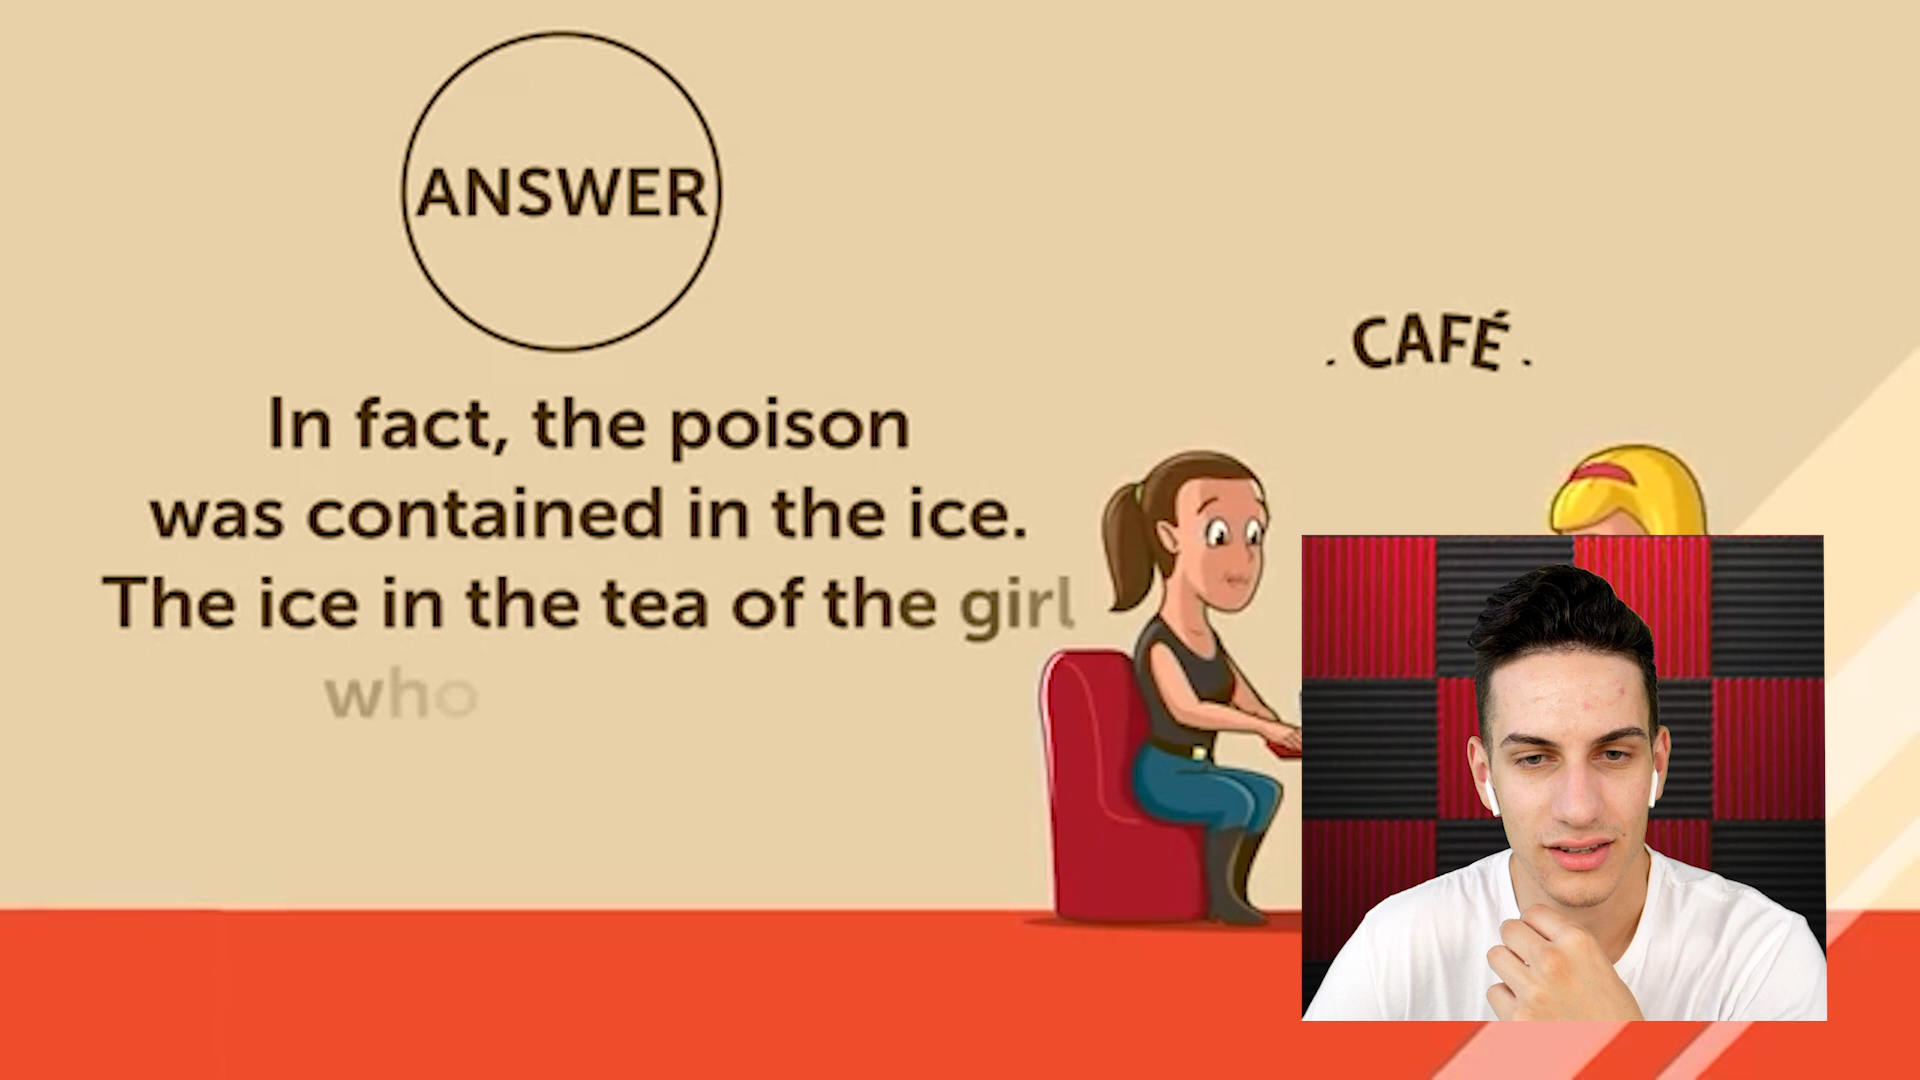 ANSWER
In fact, the poison
was contained in the ice.
The ice in the tea of the girl
who
. CAFÉ .